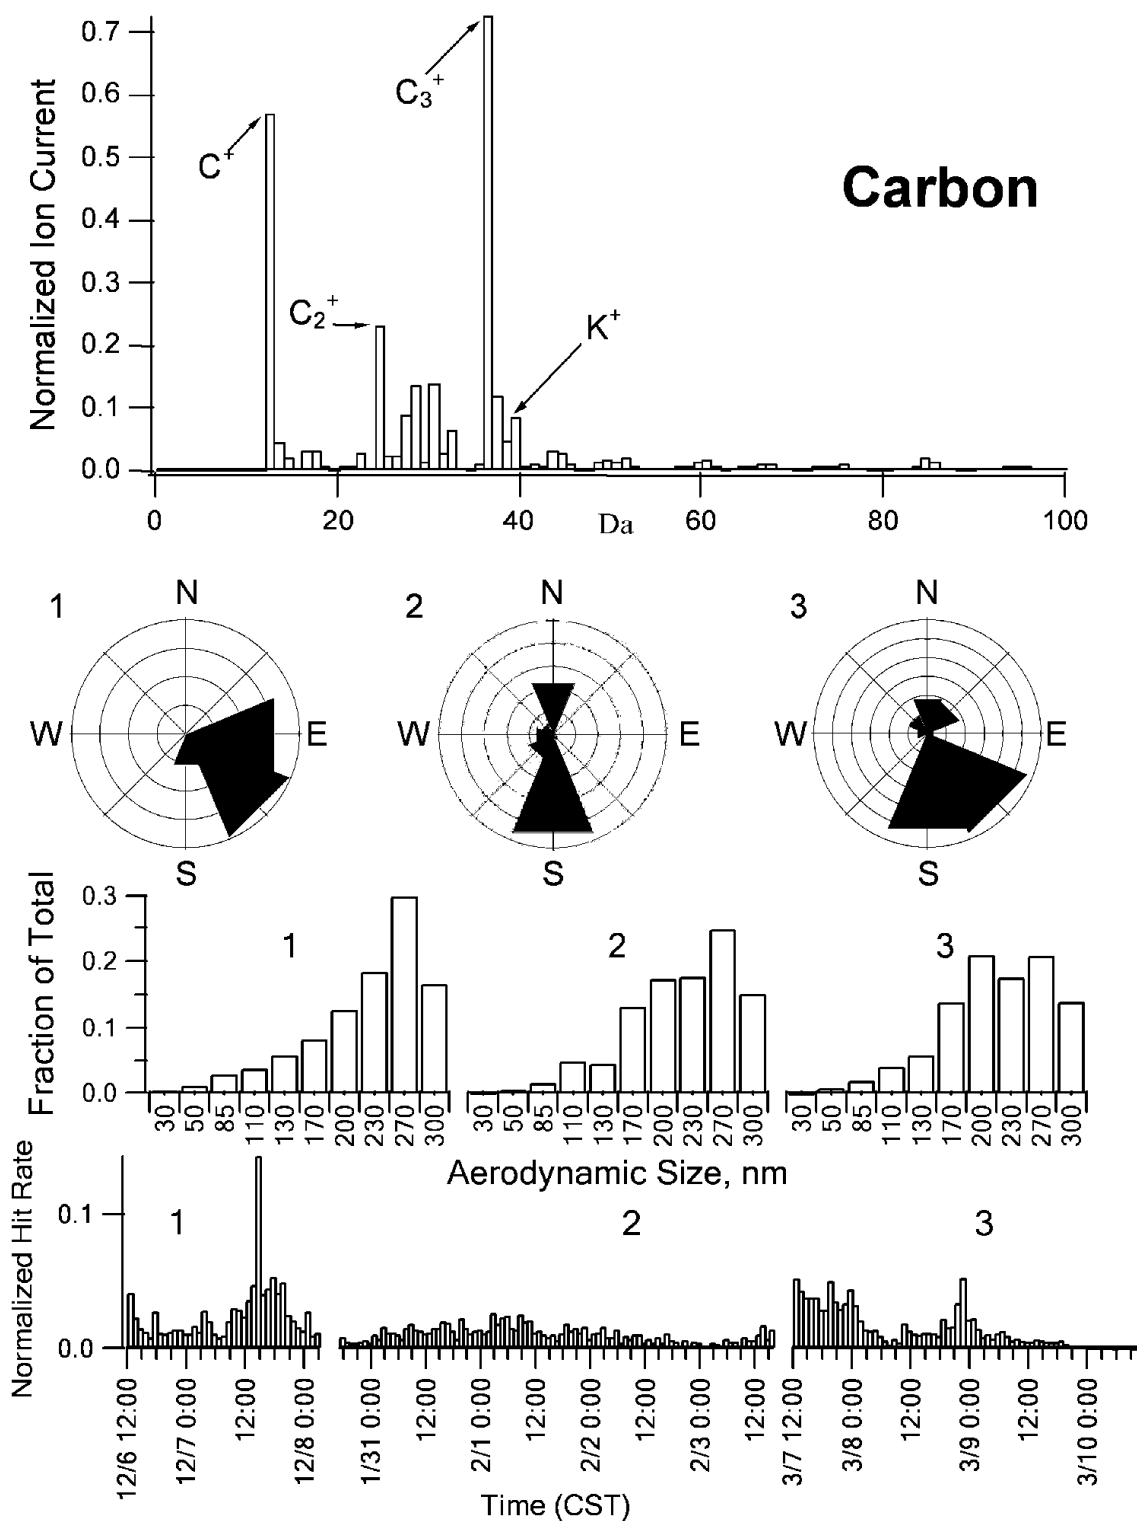 Carbon
Normalized Ion Current
0.7
0.6
0.5
0.4
0.3
0.2
0.1
0.0
C+
C2+
C3+
K+
0 20 40 Da 60 80 100
1 2 3
N N N
W E W E W E
S S S
Fraction of Total
0.3
0.2
0.1
0.0
1 2 3
30 50 85 110 130 170 200 230 270 300
30 50 85 110 130 170 200 230 270 300
30 50 85 110 130 170 200 230 270 300
Aerodynamic Size, nm
Normalized Hit Rate
0.1
0.0
1 2 3
12/6 12:00
12/7 0:00
12:00
12/8 0:00
1/31 0:00
12:00
2/1 0:00
12:00
2/2 0:00
12:00
2/3 0:00
12:00
3/7 12:00
3/8 0:00
12:00
3/9 0:00
12:00
3/10 0:00
Time (CST)